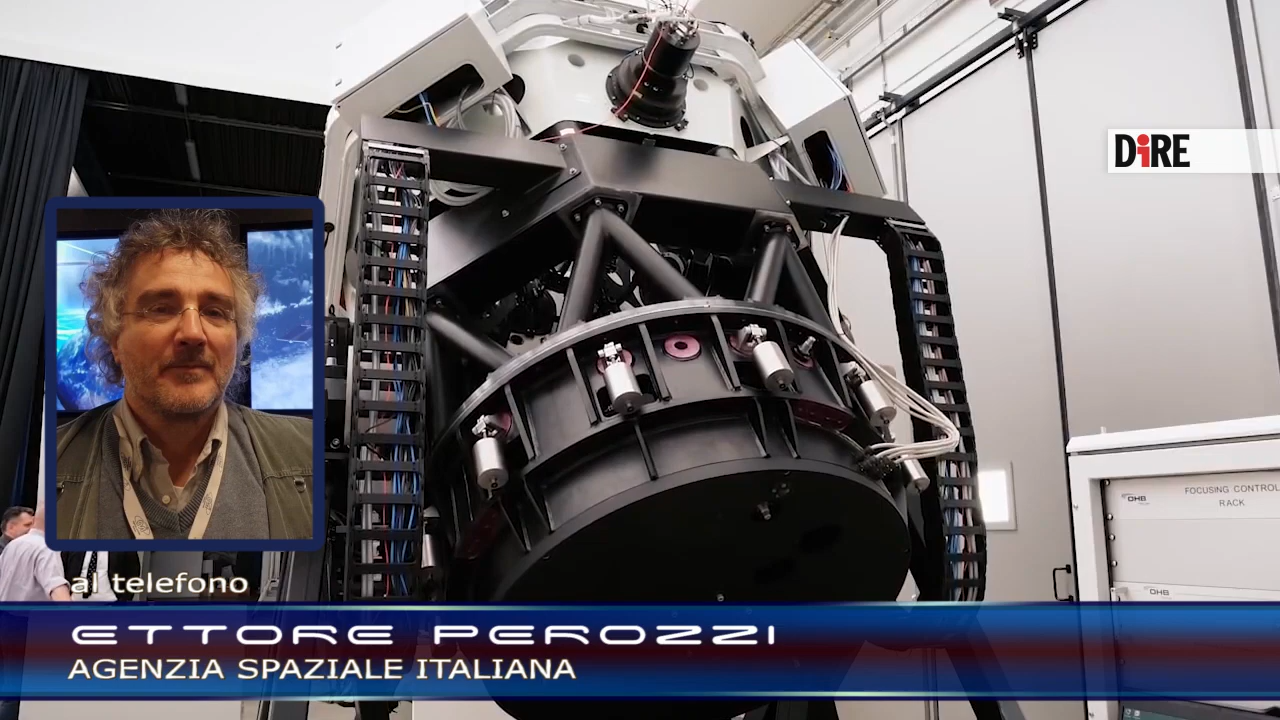 DiRE
OHB
FOCUSING CONTROL
RACK
OHB
al telefono
ETTORE PEROZZI
AGENZIA SPAZIALE ITALIANA